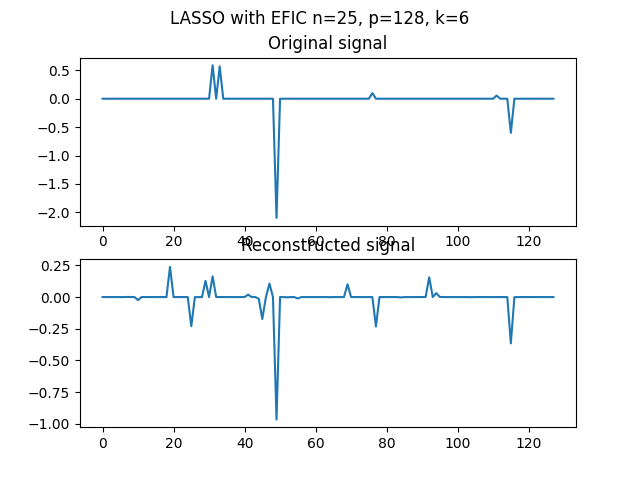 LASSO with EFIC n=25, p=128, k=6
Original signal
0.5
0.0
−0.5
−1.0
−1.5
−2.0
0 20 40 60 80 100 120
Reconstructed signal
0.25
0.00
−0.25
−0.50
−0.75
−1.00
0 20 40 60 80 100 120